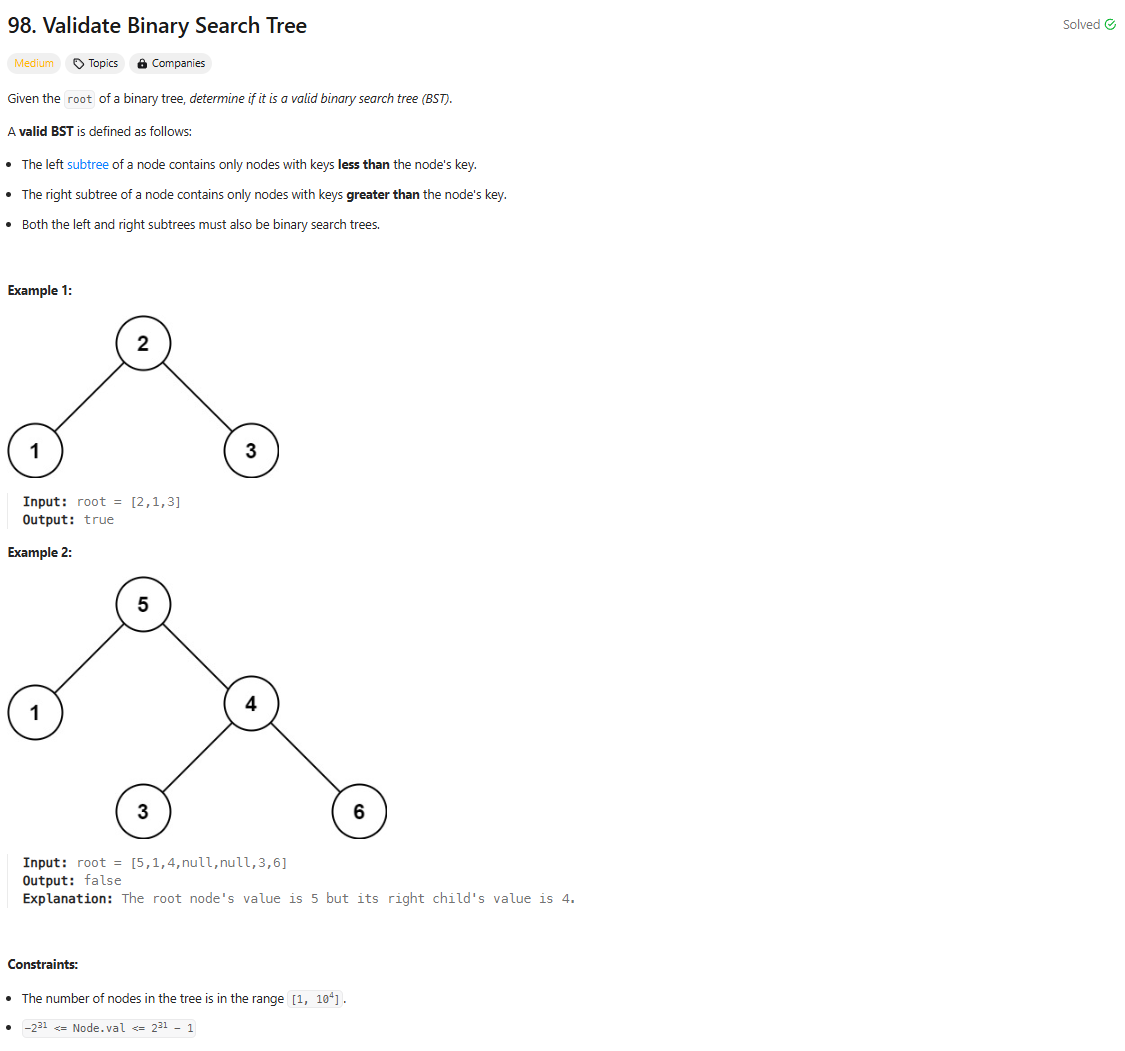 98. Validate Binary Search Tree
Solved
Medium Topics Companies
Given the root of a binary tree, determine if it is a valid binary search tree (BST).
A valid BST is defined as follows:
• The left subtree of a node contains only nodes with keys less than the node's key.
• The right subtree of a node contains only nodes with keys greater than the node's key.
• Both the left and right subtrees must also be binary search trees.
Example 1:
2
1 3
Input: root = [2,1,3]
Output: true
Example 2:
5
1 4
3 6
Input: root = [5,1,4,null,null,3,6]
Output: false
Explanation: The root node's value is 5 but its right child's value is 4.
Constraints:
• The number of nodes in the tree is in the range [1, 10⁴].
• -2³¹ <= Node.val <= 2³¹ - 1